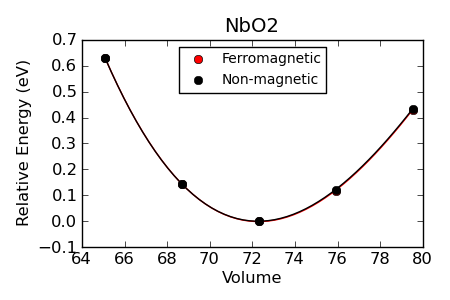 NbO2
Relative Energy (eV)
0.7
0.6
0.5
0.4
0.3
0.2
0.1
0.0
−0.1
Ferromagnetic
Non-magnetic
64 66 68 70 72 74 76 78 80
Volume